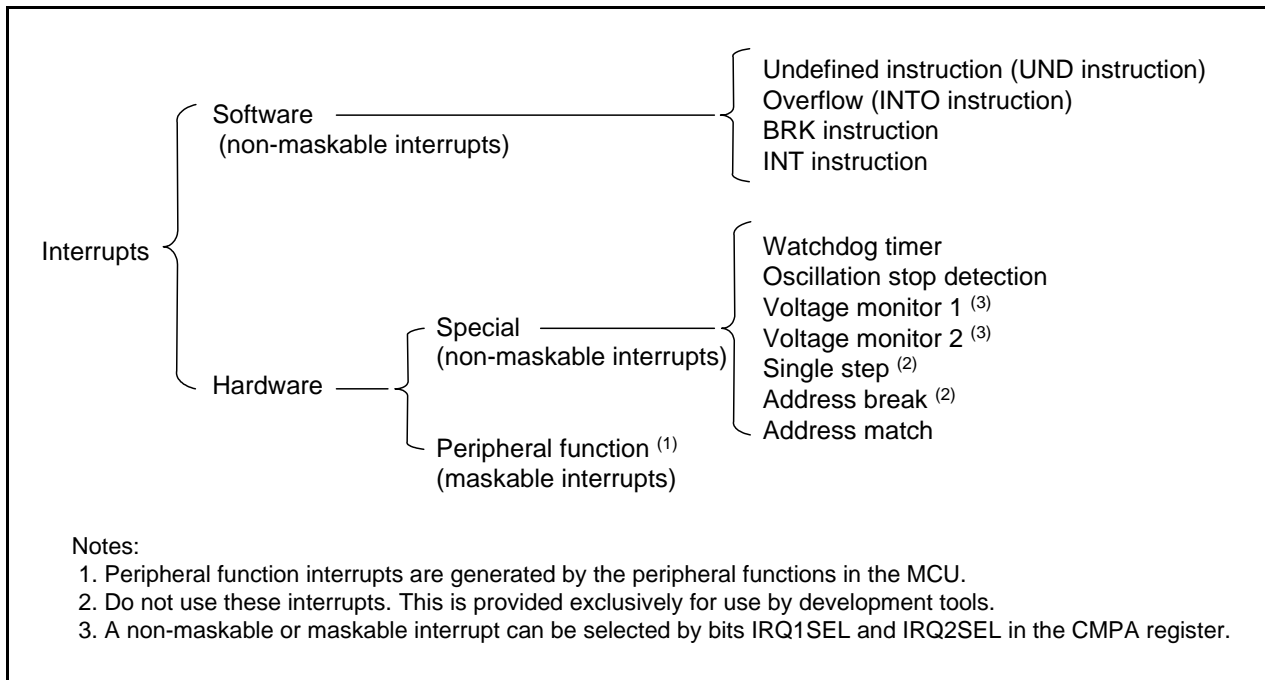 Interrupts
Software
(non-maskable interrupts)
Undefined instruction (UND instruction)
Overflow (INTO instruction)
BRK instruction
INT instruction
Hardware
Special
(non-maskable interrupts)
Watchdog timer
Oscillation stop detection
Voltage monitor 1 (3)
Voltage monitor 2 (3)
Single step (2)
Address break (2)
Address match
Peripheral function (1)
(maskable interrupts)
Notes:
1. Peripheral function interrupts are generated by the peripheral functions in the MCU.
2. Do not use these interrupts. This is provided exclusively for use by development tools.
3. A non-maskable or maskable interrupt can be selected by bits IRQ1SEL and IRQ2SEL in the CMPA register.